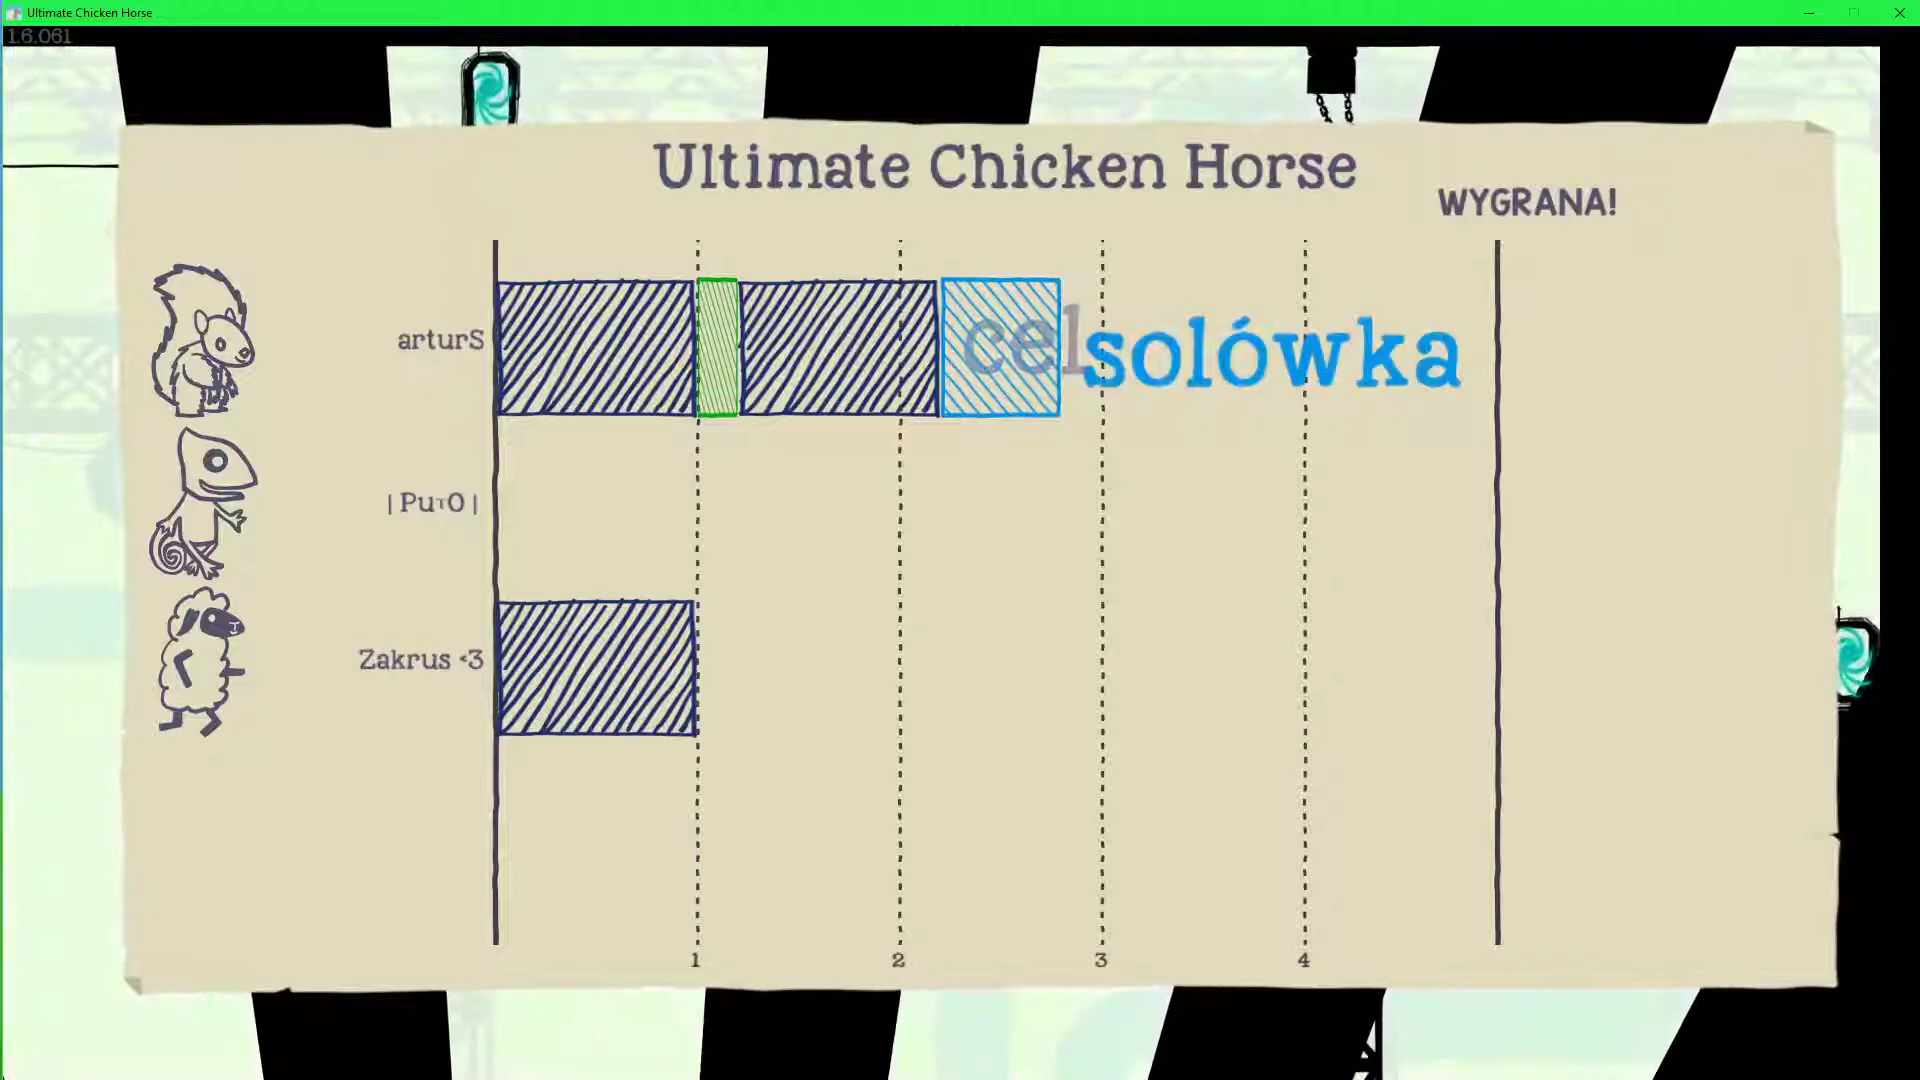 Ultimate Chicken Horse
1.6.061
Ultimate Chicken Horse
WYGRANA!
arturS
cel
solówka
| PuтO |
Zakrus <3
1 2 3 4